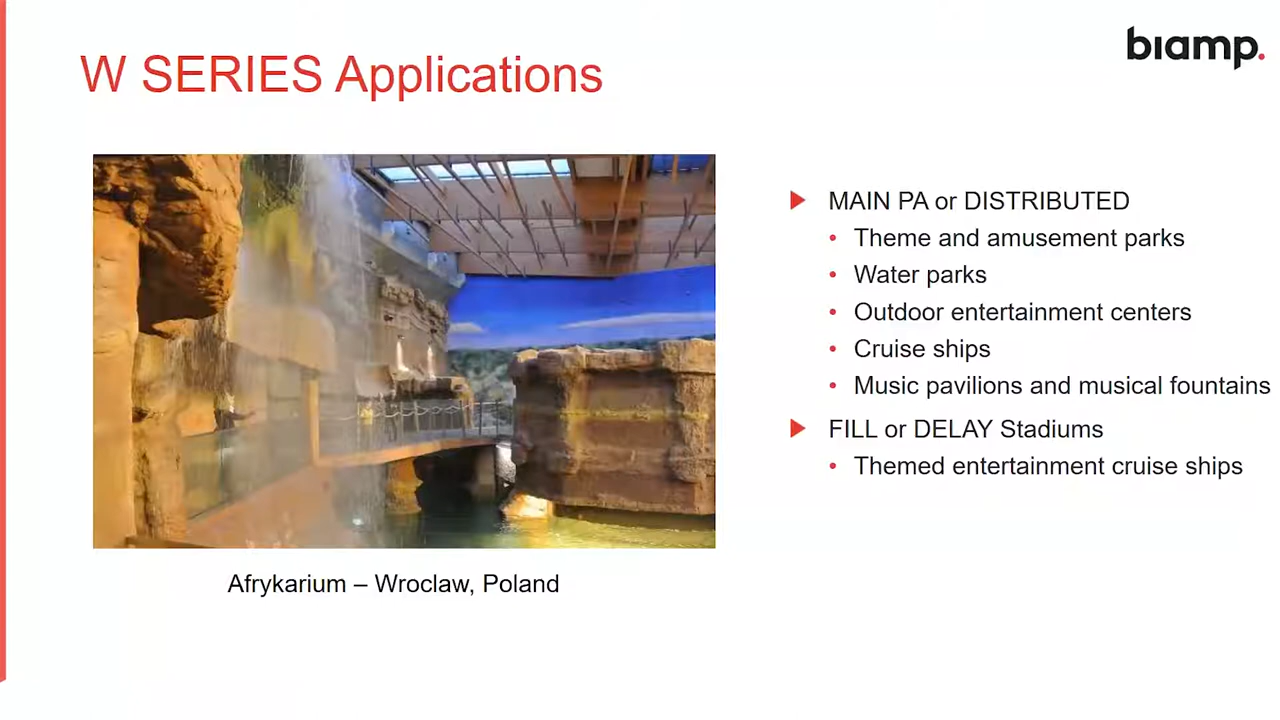 W SERIES Applications
biamp.
MAIN PA or DISTRIBUTED
Theme and amusement parks
Water parks
Outdoor entertainment centers
Cruise ships
Music pavilions and musical fountains
FILL or DELAY Stadiums
Themed entertainment cruise ships
Afrykarium – Wroclaw, Poland